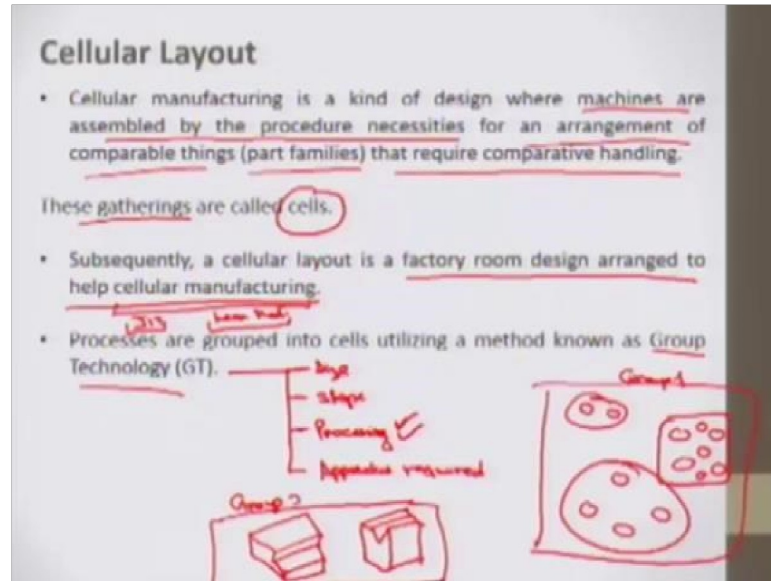 Cellular Layout
• Cellular manufacturing is a kind of design where machines are
assembled by the procedure necessities for an arrangement of
comparable things (part families) that require comparative handling.
These gatherings are called cells.
• Subsequently, a cellular layout is a factory room design arranged to
help cellular manufacturing.
• Processes are grouped into cells utilizing a method known as Group
Technology (GT).
shape
Processing
Apparatus required
Group 1
Group 2